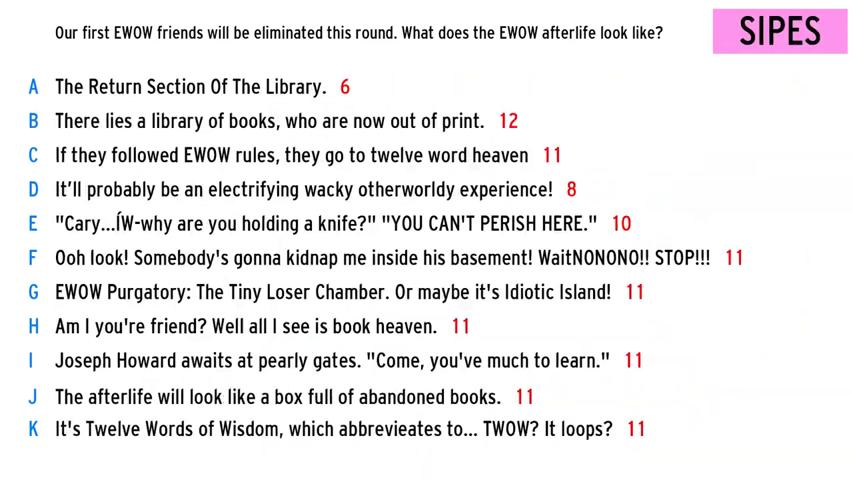 Our first EWOW friends will be eliminated this round. What does the EWOW afterlife look like?
SIPES
A The Return Section Of The Library. 6
B There lies a library of books, who are now out of print. 12
C If they followed EWOW rules, they go to twelve word heaven 11
D It'll probably be an electrifying wacky otherworldy experience! 8
E "Cary...ÍW-why are you holding a knife?" "YOU CAN'T PERISH HERE." 10
F Ooh look! Somebody's gonna kidnap me inside his basement! WaitNONONO!! STOP!!! 11
G EWOW Purgatory: The Tiny Loser Chamber. Or maybe it's Idiotic Island! 11
H Am I you're friend? Well all I see is book heaven. 11
I Joseph Howard awaits at pearly gates. "Come, you've much to learn." 11
J The afterlife will look like a box full of abandoned books. 11
K It's Twelve Words of Wisdom, which abbrevieates to... TWOW? It loops? 11